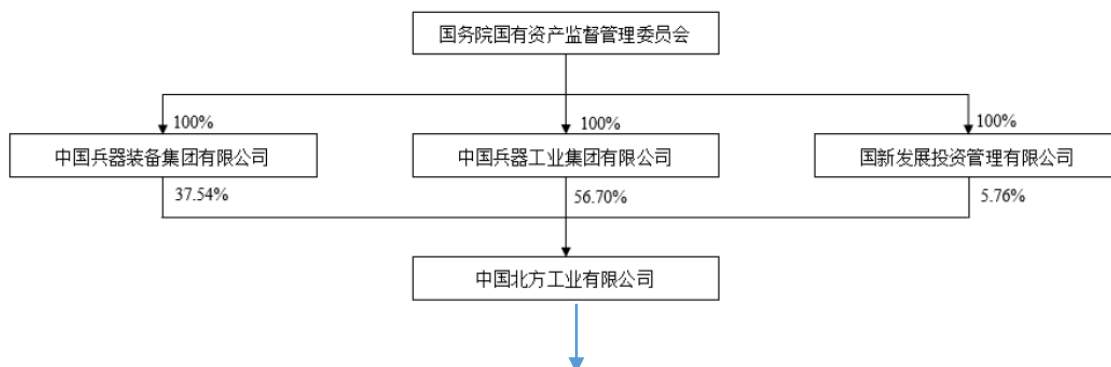 国务院国有资产监督管理委员会
100%
100%
100%
中国兵器装备集团有限公司
中国兵器工业集团有限公司
国新发展投资管理有限公司
37.54%
56.70%
5.76%
中国北方工业有限公司